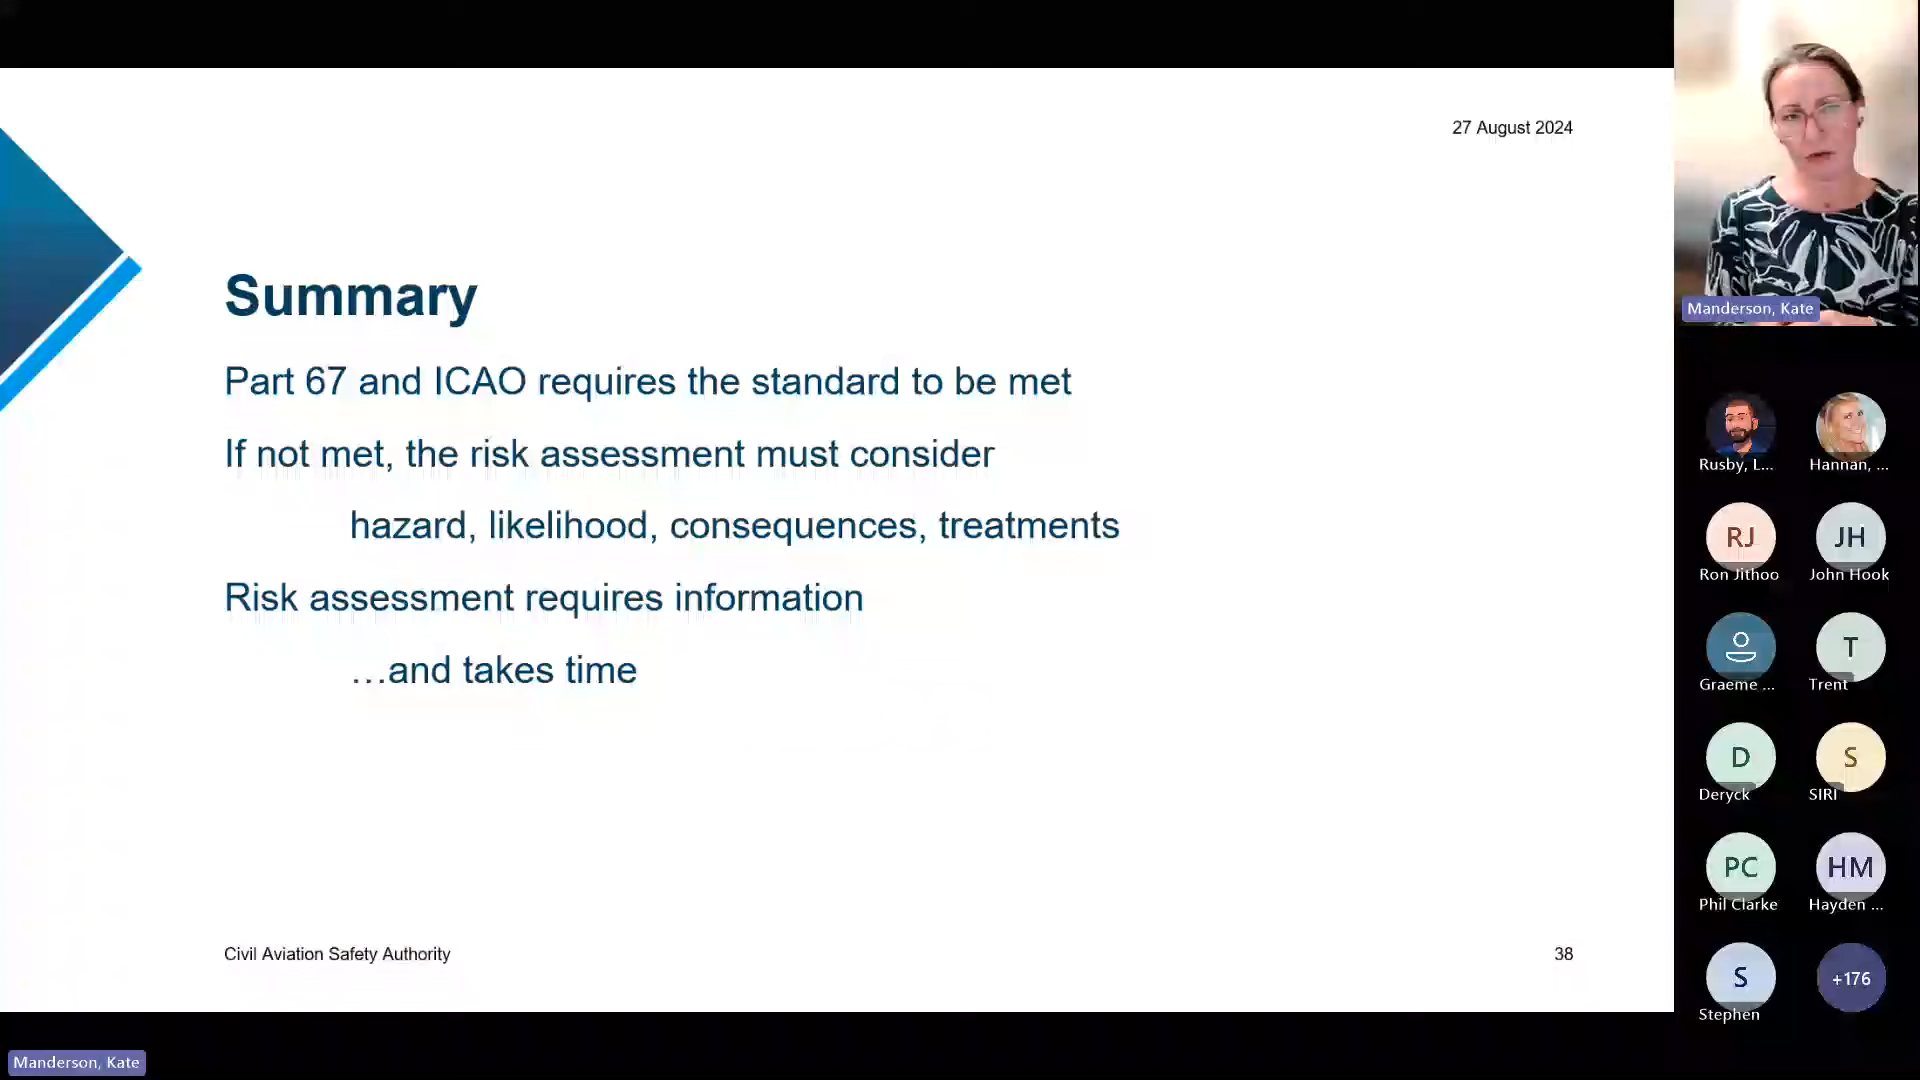 27 August 2024
Summary
Part 67 and ICAO requires the standard to be met
If not met, the risk assessment must consider
hazard, likelihood, consequences, treatments
Risk assessment requires information
…and takes time
Civil Aviation Safety Authority
38
Manderson, Kate
Manderson, Kate
Rusby, L...
Hannan, ...
RJ
JH
Ron Jithoo
John Hook
T
Graeme ...
Trent
D
S
Deryck
SIRI
PC
HM
Phil Clarke
Hayden ...
S
+176
Stephen